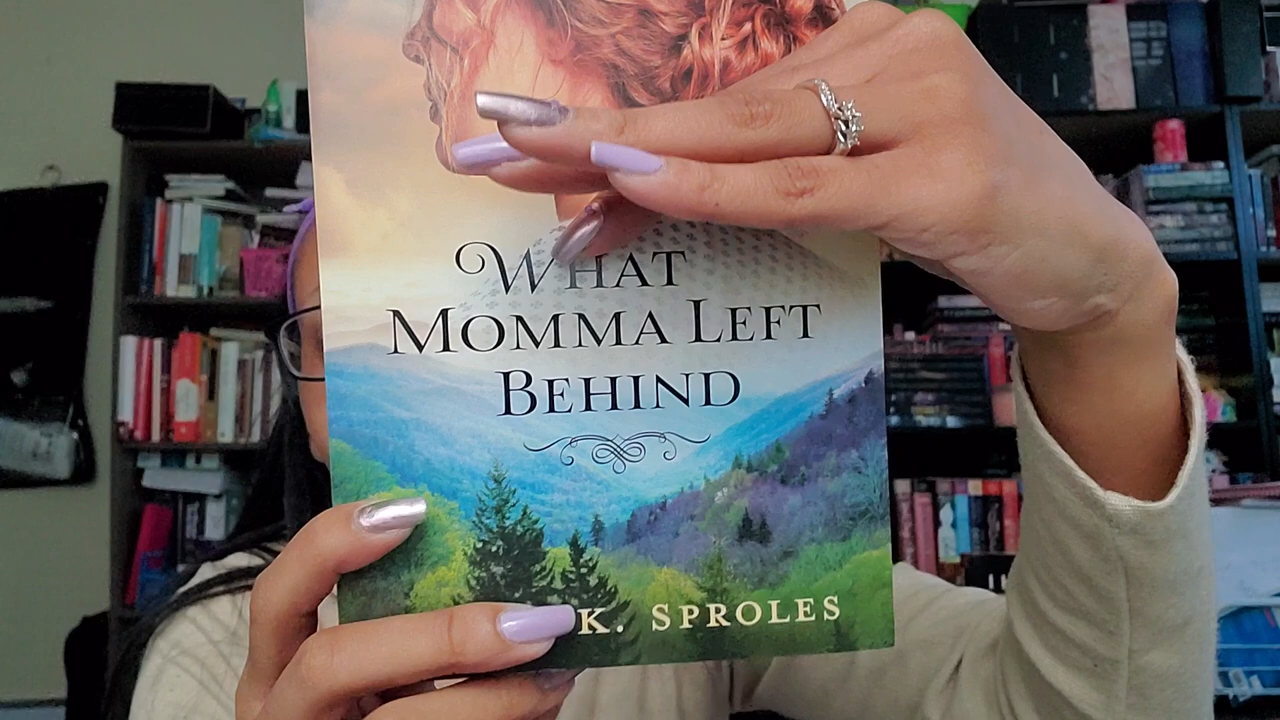 WHAT
MOMMA LEFT
BEHIND
K. SPROLES